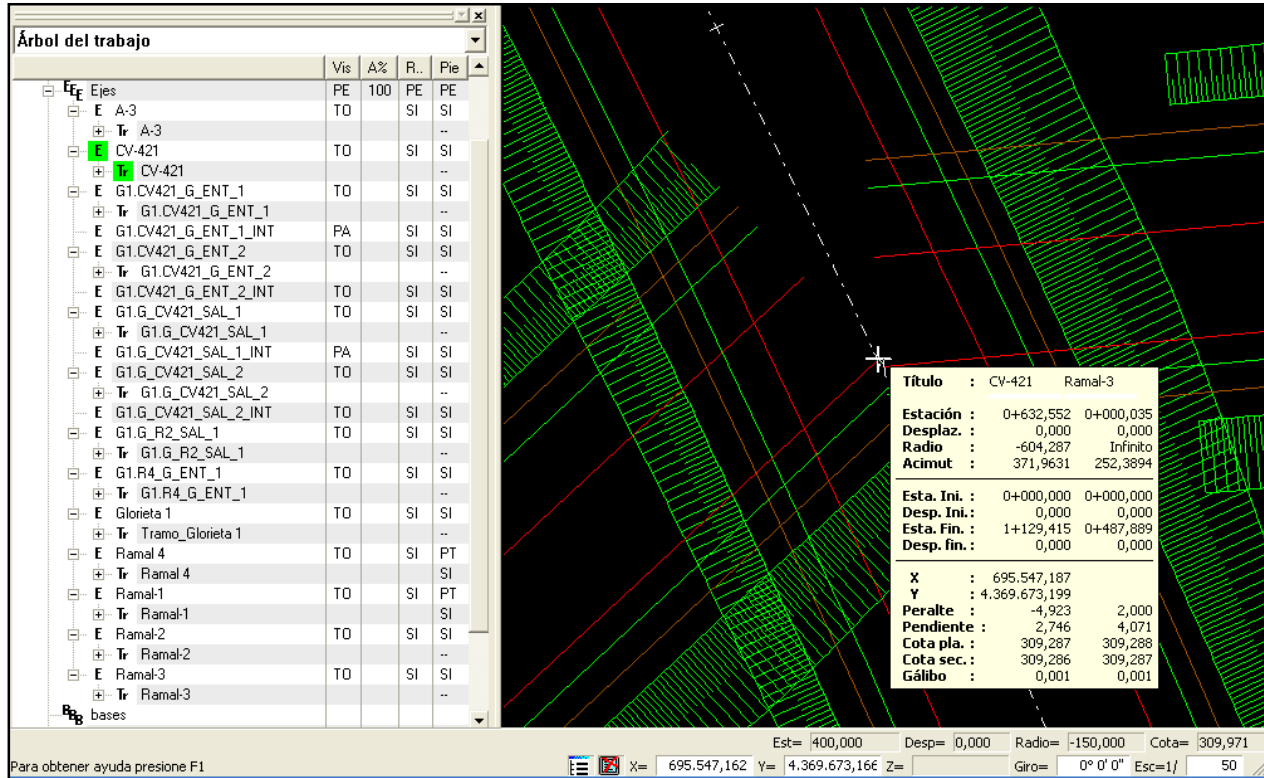 Árbol del trabajo
Vis A% R.. Pie
EEE Ejes PE 100 PE PE
E A-3 TO SI SI
Tr A-3 --
E CV-421 TO SI SI
Tr CV-421 --
E G1.CV421_G_ENT_1 TO SI SI
Tr G1.CV421_G_ENT_1 --
E G1.CV421_G_ENT_1_INT PA SI SI
E G1.CV421_G_ENT_2 TO SI SI
Tr G1.CV421_G_ENT_2 --
E G1.CV421_G_ENT_2_INT TO SI SI
E G1.G_CV421_SAL_1 TO SI SI
Tr G1.G_CV421_SAL_1 --
E G1.G_CV421_SAL_1_INT PA SI SI
E G1.G_CV421_SAL_2 TO SI SI
Tr G1.G_CV421_SAL_2 --
E G1.G_CV421_SAL_2_INT TO SI SI
E G1.G_R2_SAL_1 TO SI SI
Tr G1.G_R2_SAL_1 --
E G1.R4_G_ENT_1 TO SI SI
Tr G1.R4_G_ENT_1 --
E Glorieta 1 TO SI SI
Tr Tramo_Glorieta 1 --
E Ramal 4 TO SI PT
Tr Ramal 4 SI
E Ramal-1 TO SI PT
Tr Ramal-1 SI
E Ramal-2 TO SI SI
Tr Ramal-2 --
E Ramal-3 TO SI SI
Tr Ramal-3 --
BBB bases
Título : CV-421 Ramal-3
Estación : 0+632,552 0+000,035
Desplaz. : 0,000 0,000
Radio : -604,287 Infinito
Acimut : 371,9631 252,3894
Esta. Ini. : 0+000,000 0+000,000
Desp. Ini.: 0,000 0,000
Esta. Fin. : 1+129,415 0+487,889
Desp. fin.: 0,000 0,000
X : 695.547,187
Y : 4.369.673,199
Peralte : -4,923 2,000
Pendiente : 2,746 4,071
Cota pla. : 309,287 309,288
Cota sec. : 309,286 309,287
Gálibo : 0,001 0,001
Est= 400,000 Desp= 0,000 Radio= -150,000 Cota= 309,971
Para obtener ayuda presione F1 X= 695.547,162 Y= 4.369.673,166 Z= Giro= 0° 0' 0" Esc=1/ 50